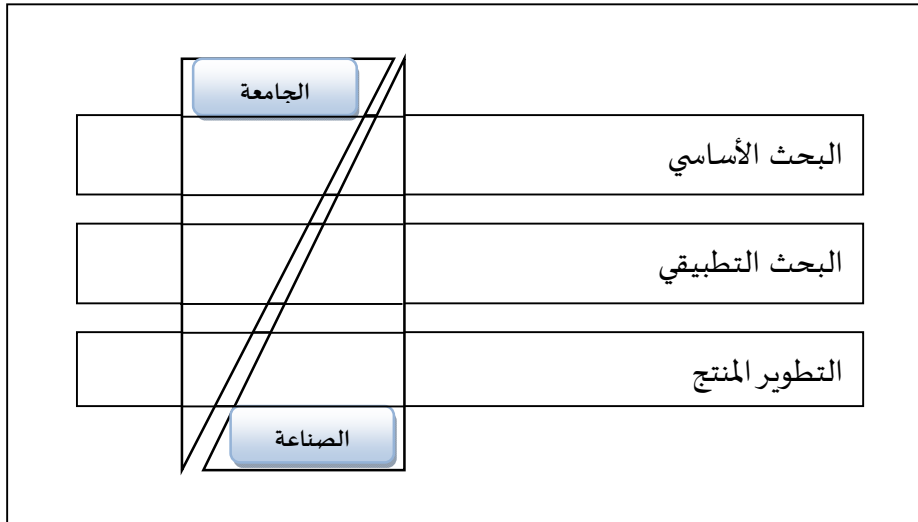 الجامعة
البحث الأساسي
البحث التطبيقي
التطوير المنتج
الصناعة